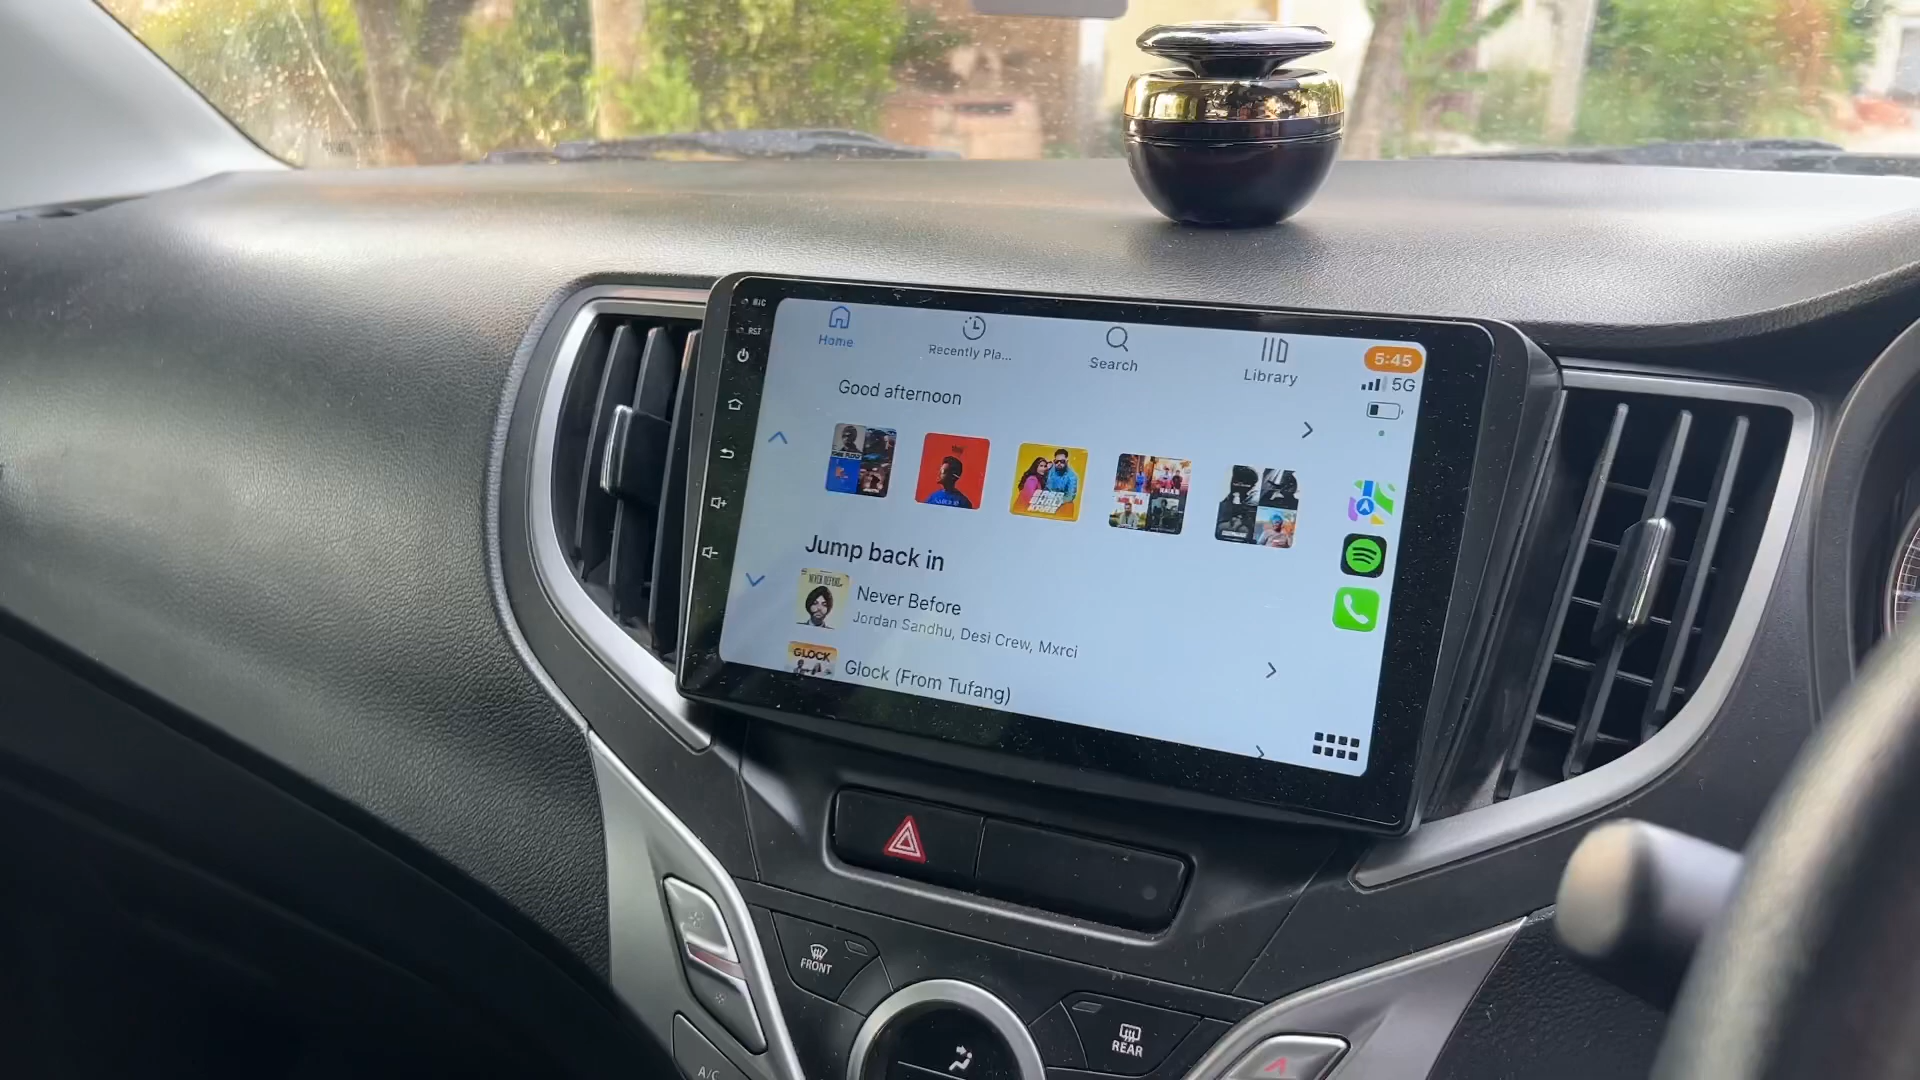 MIC
RST
Home
Recently Pla...
Search
Library
5:45
5G
Good afternoon
Jump back in
Never Before
Jordan Sandhu, Desi Crew, Mxrci
GLOCK
Glock (From Tufang)
FRONT
REAR
A/C